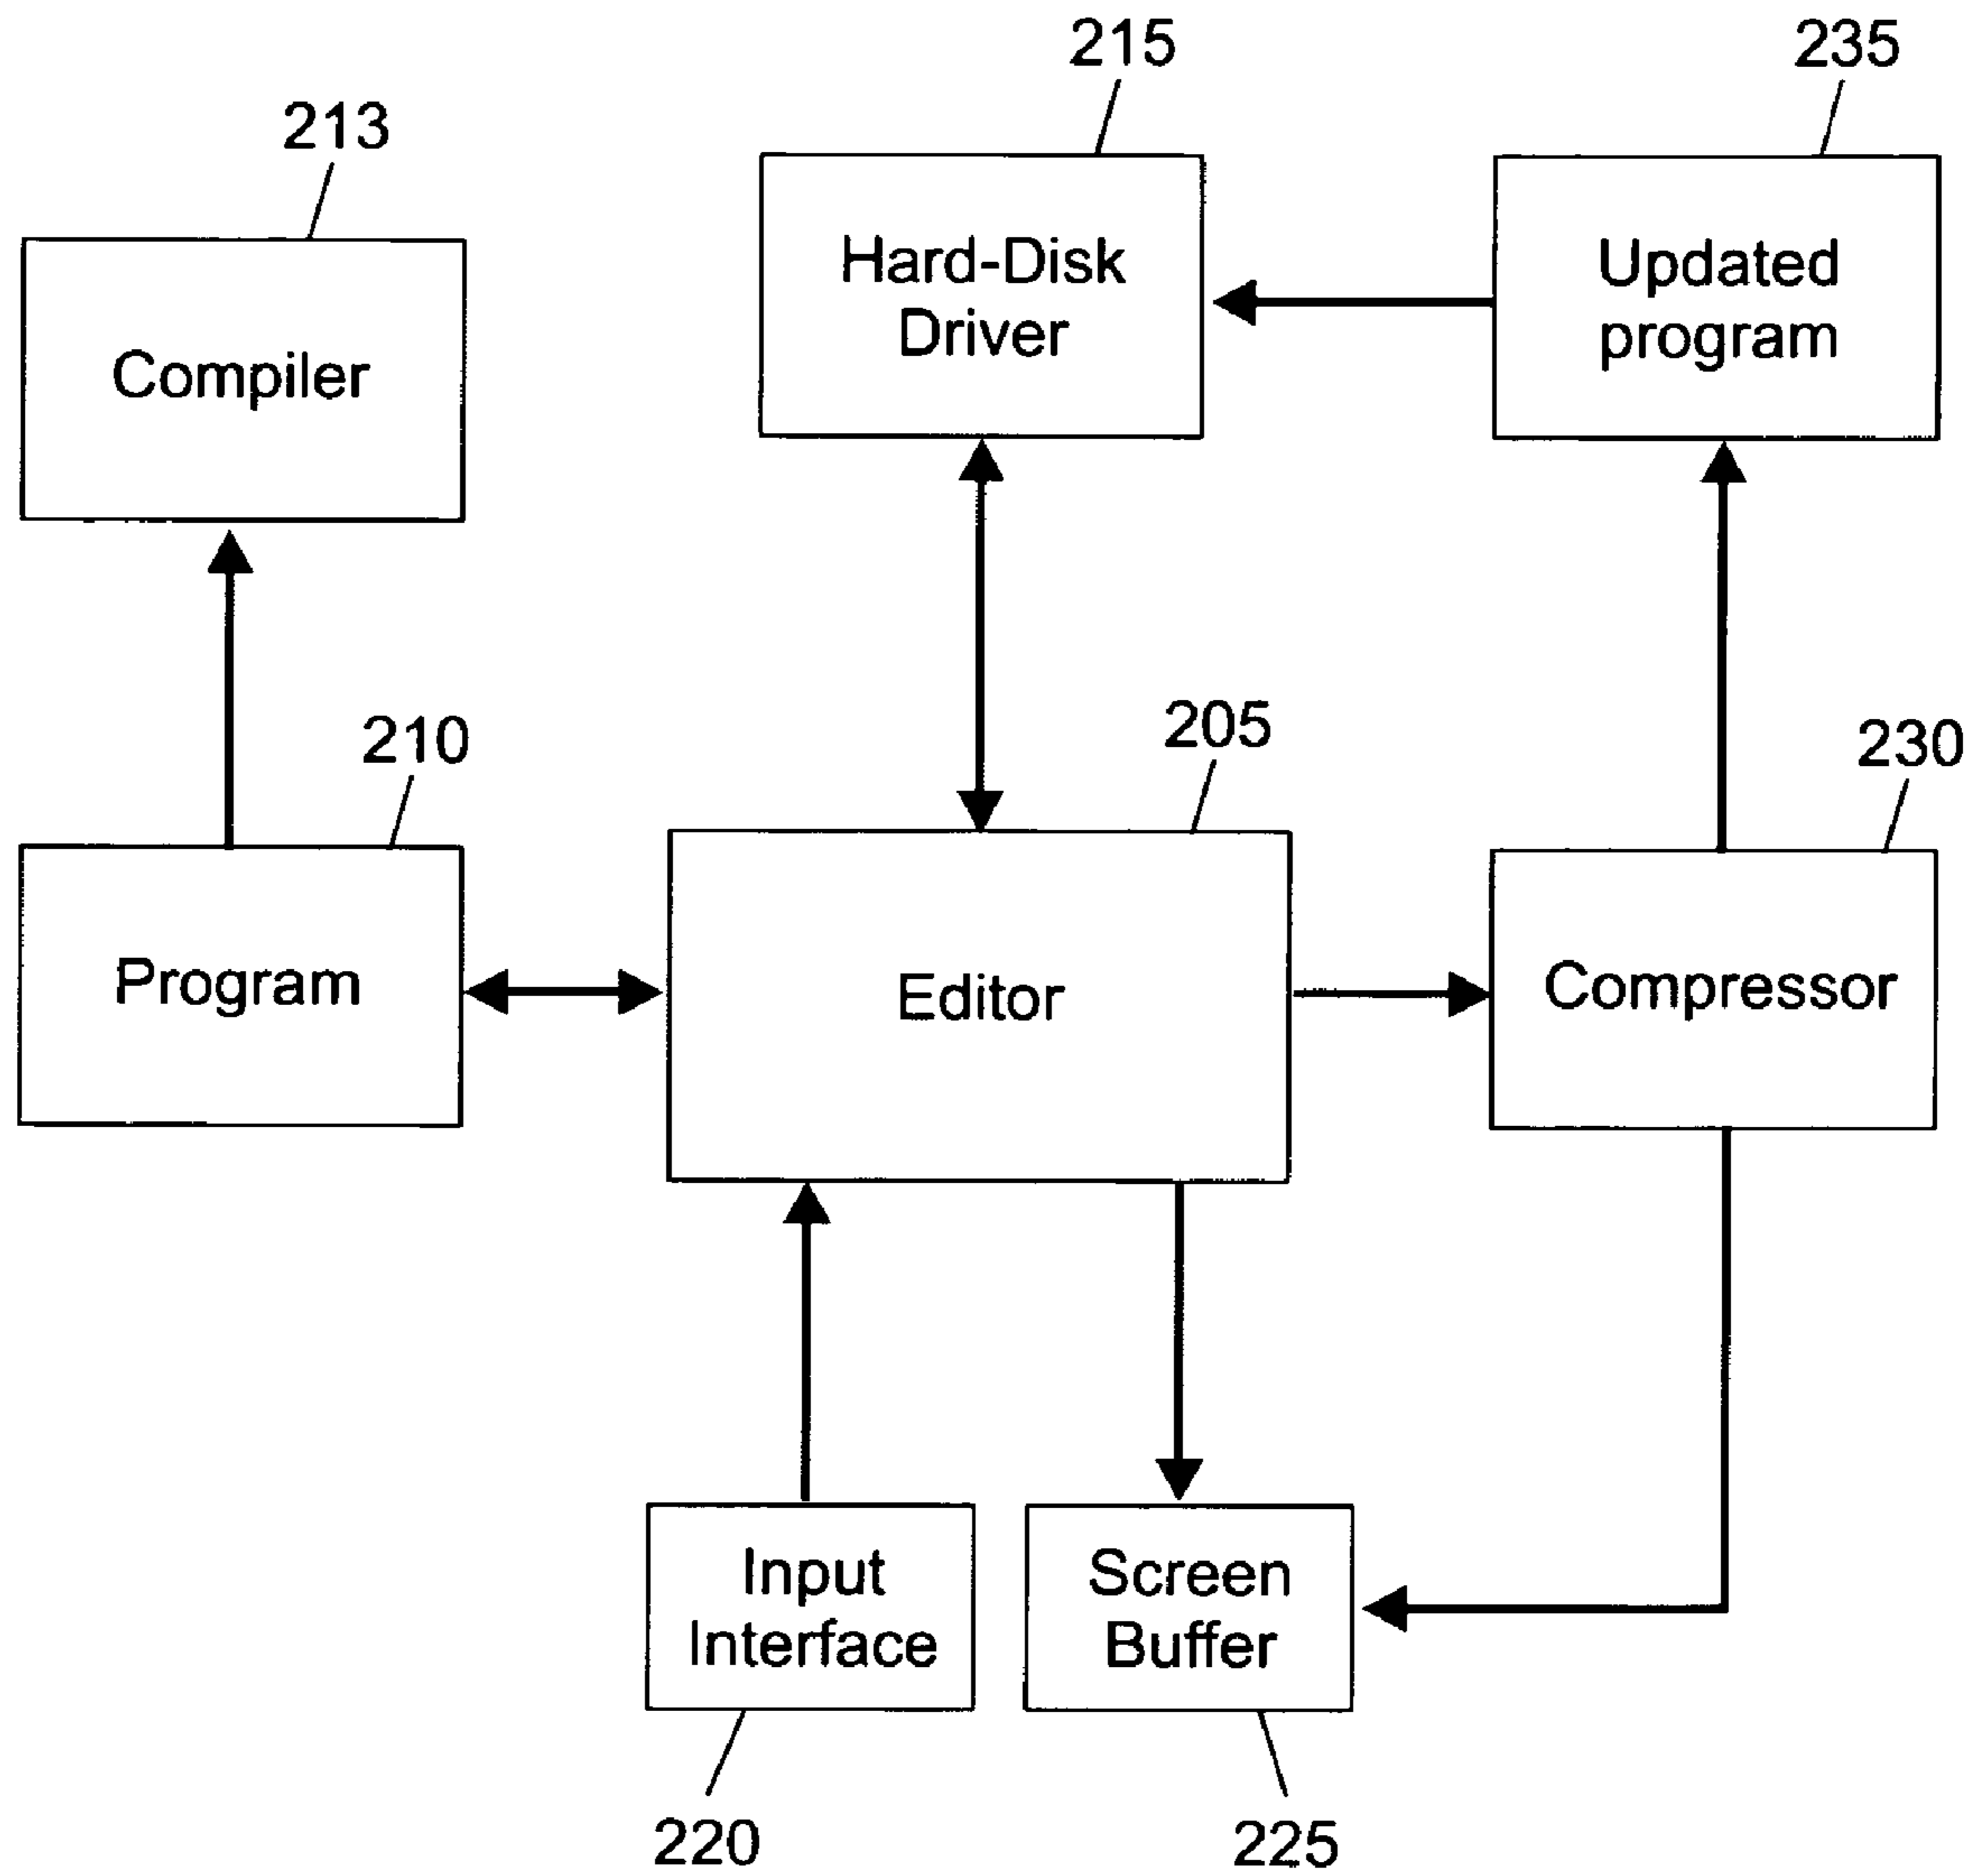 215
235
213
Hard-Disk
Driver
Updated
program
Compiler
210
205
230
Program
Editor
Compressor
Input
Interface
Screen
Buffer
220
225